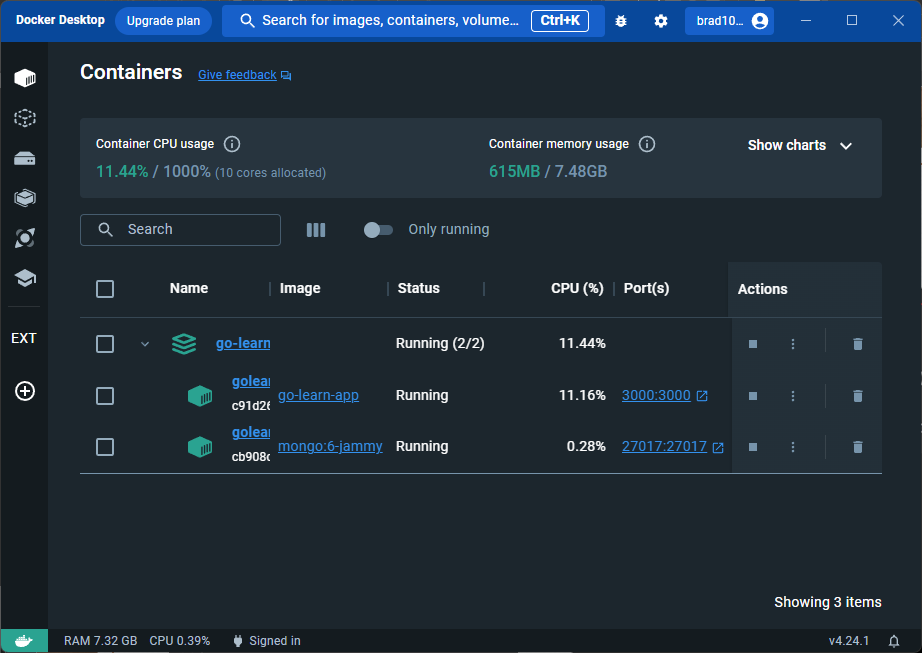 Docker Desktop Upgrade plan Search for images, containers, volume... Ctrl+K brad10...
Containers Give feedback
Container CPU usage
11.44% / 1000% (10 cores allocated)
Container memory usage
615MB / 7.48GB
Show charts
Search Only running
Name Image Status CPU (%) Port(s) Actions
go-learn Running (2/2) 11.44%
golear
c91d26 go-learn-app Running 11.16% 3000:3000
golear
cb908c mongo:6-jammy Running 0.28% 27017:27017
EXT
Showing 3 items
RAM 7.32 GB CPU 0.39% Signed in v4.24.1